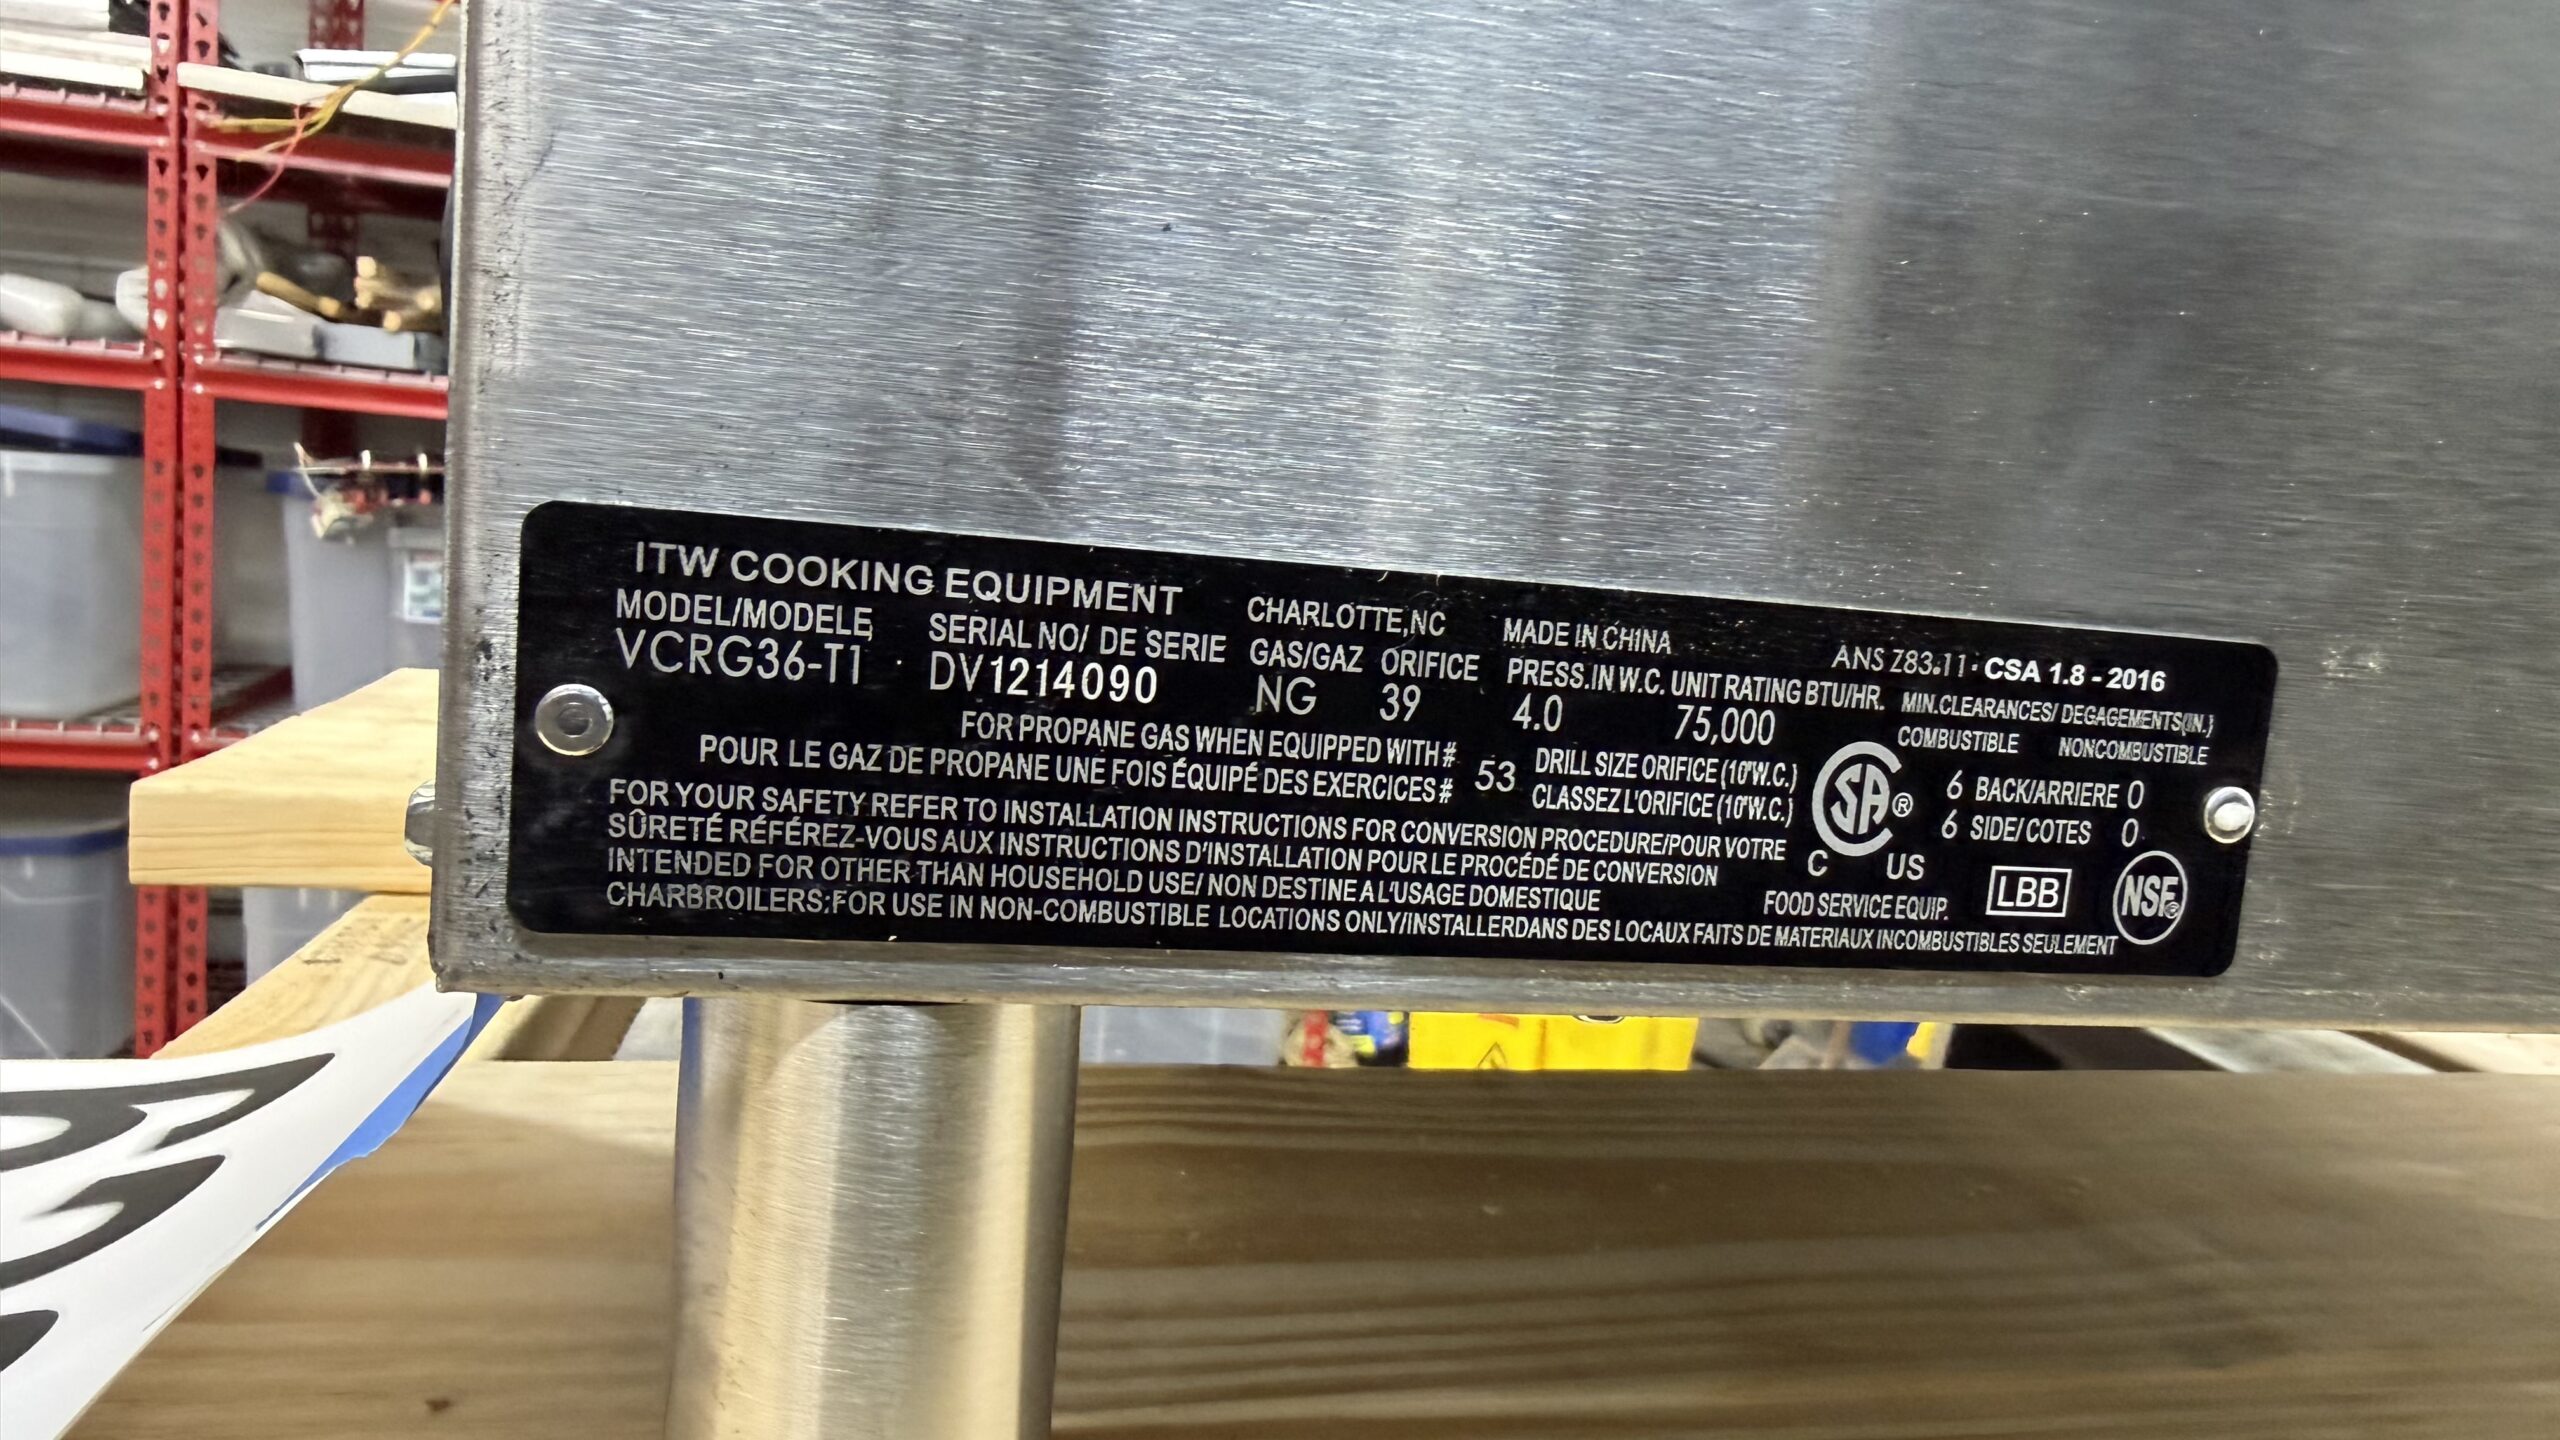 ITW COOKING EQUIPMENT CHARLOTTE,NC MADE IN CHINA ANS Z83.11· CSA 1.8 - 2016
MODEL/MODELE SERIAL NO/ DE SERIE GAS/GAZ ORIFICE PRESS.IN W.C. UNIT RATING BTU/HR. MIN.CLEARANCES/ DEGAGEMENTS(IN.)
VCRG36-T1 DV1214090 NG 39 4.0 75,000 COMBUSTIBLE NONCOMBUSTIBLE
FOR PROPANE GAS WHEN EQUIPPED WITH# 53 DRILL SIZE ORIFICE (10"W.C.)
POUR LE GAZ DE PROPANE UNE FOIS ÉQUIPÉ DES EXERCICES# CLASSEZ L'ORIFICE (10"W.C.)
6 BACK/ARRIERE 0
6 SIDE/ COTES 0
FOR YOUR SAFETY REFER TO INSTALLATION INSTRUCTIONS FOR CONVERSION PROCEDURE/POUR VOTRE
SÛRETÉ RÉFÉREZ-VOUS AUX INSTRUCTIONS D'INSTALLATION POUR LE PROCÉDÉ DE CONVERSION
INTENDED FOR OTHER THAN HOUSEHOLD USE/ NON DESTINE A L'USAGE DOMESTIQUE
CHARBROILERS:FOR USE IN NON-COMBUSTIBLE LOCATIONS ONLY/INSTALLERDANS DES LOCAUX FAITS DE MATERIAUX INCOMBUSTIBLES SEULEMENT
SA®
C US
FOOD SERVICE EQUIP.
LBB
NSF®